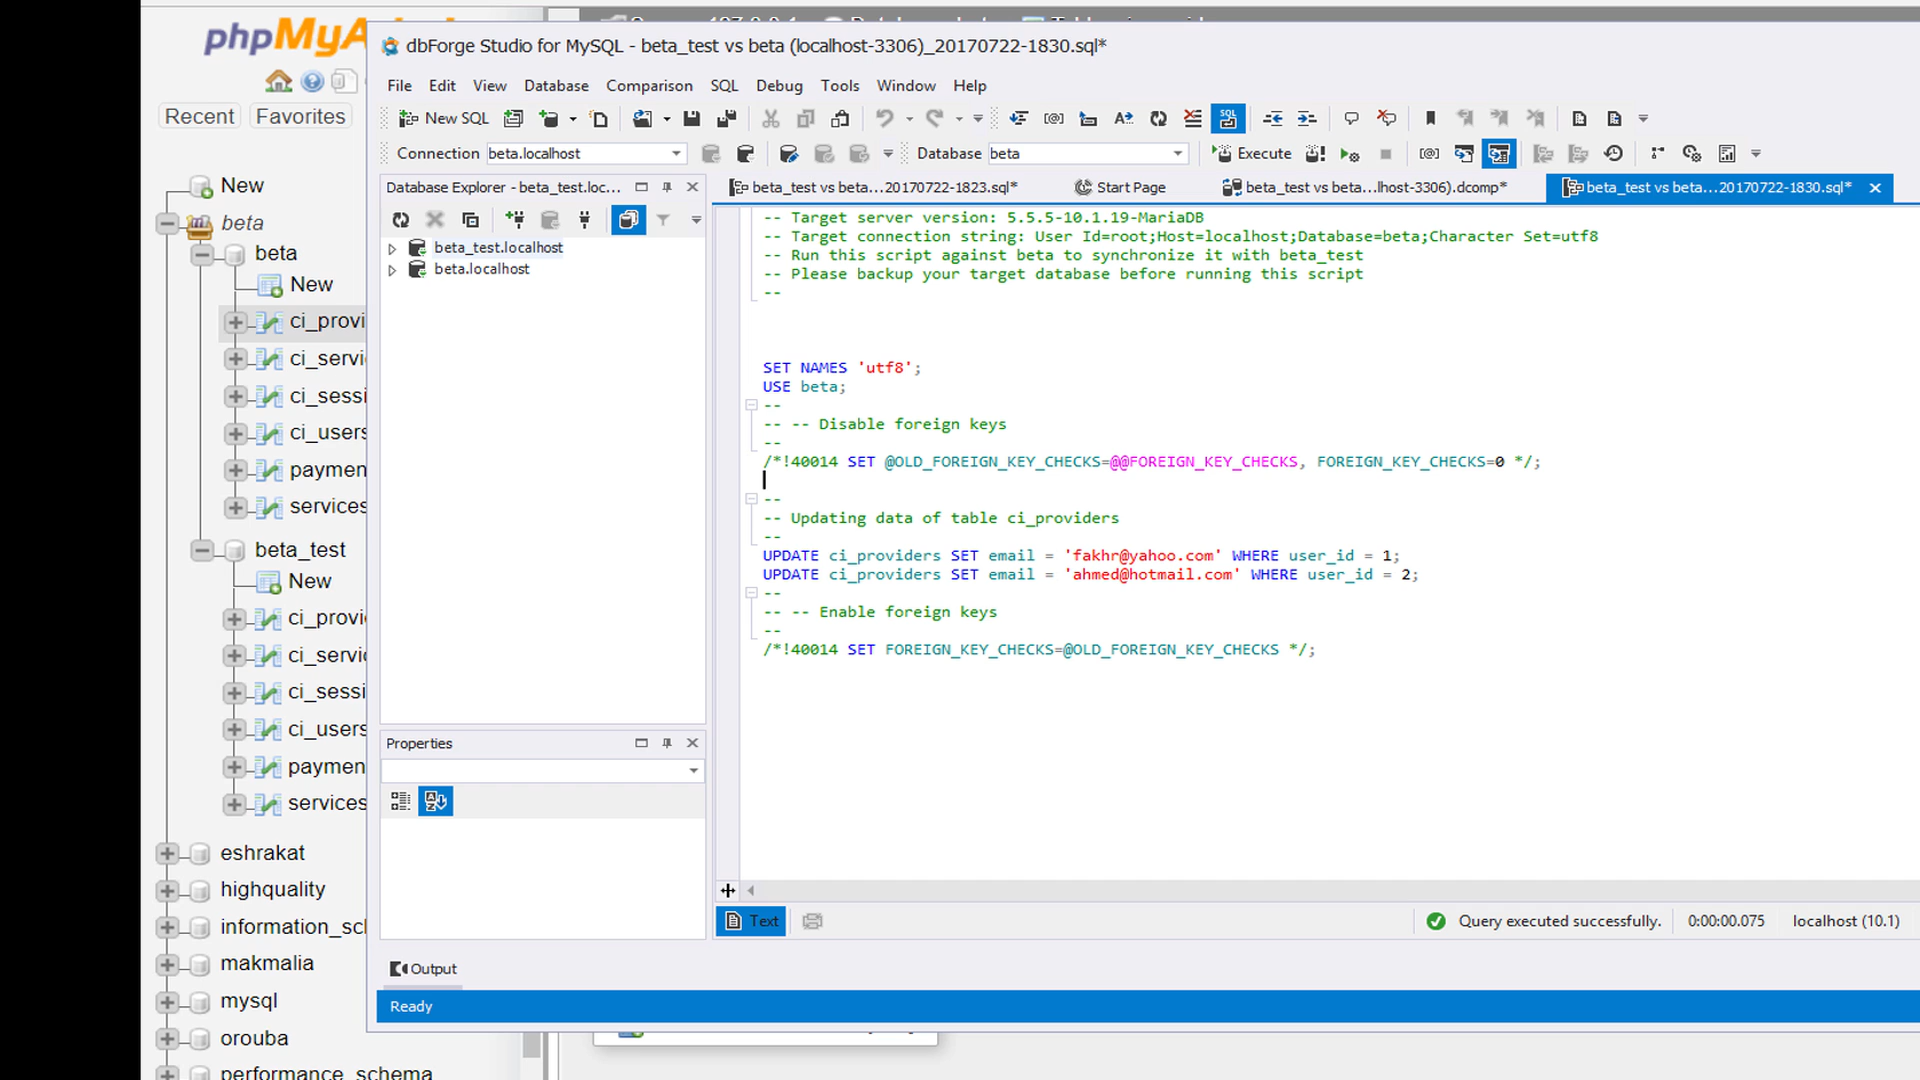 phpMyA
Recent
Favorites
New
beta
beta
New
ci_provi
ci_servi
ci_sessi
ci_users
paymen
services
beta_test
New
ci_provi
ci_servic
ci_sessi
ci_users
paymen
services
eshrakat
highquality
information_scl
makmalia
mysql
orouba
performance_schema
dbForge Studio for MySQL - beta_test vs beta (localhost-3306)_20170722-1830.sql*
File Edit View Database Comparison SQL Debug Tools Window Help
New SQL
Connection beta.localhost Database beta Execute
Database Explorer - beta_test.loc...
beta_test.localhost
beta.localhost
Properties
beta_test vs beta...20170722-1823.sql* Start Page beta_test vs beta...lhost-3306).dcomp* beta_test vs beta...20170722-1830.sql*
-- Target server version: 5.5.5-10.1.19-MariaDB
-- Target connection string: User Id=root;Host=localhost;Database=beta;Character Set=utf8
-- Run this script against beta to synchronize it with beta_test
-- Please backup your target database before running this script
--
SET NAMES 'utf8';
USE beta;
--
-- -- Disable foreign keys
--
/*!40014 SET @OLD_FOREIGN_KEY_CHECKS=@@FOREIGN_KEY_CHECKS, FOREIGN_KEY_CHECKS=0 */;
--
-- Updating data of table ci_providers
--
UPDATE ci_providers SET email = 'fakhr@yahoo.com' WHERE user_id = 1;
UPDATE ci_providers SET email = 'ahmed@hotmail.com' WHERE user_id = 2;
--
-- -- Enable foreign keys
--
/*!40014 SET FOREIGN_KEY_CHECKS=@OLD_FOREIGN_KEY_CHECKS */;
Text
Query executed successfully. 0:00:00.075 localhost (10.1)
Output
Ready